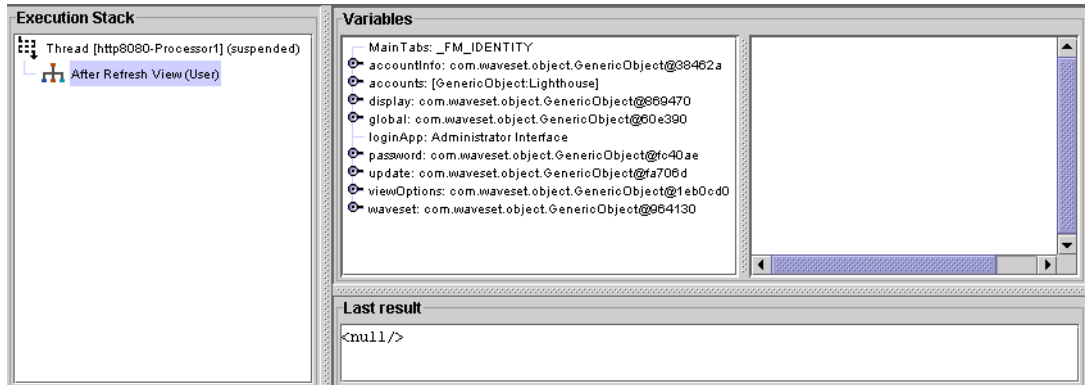 Execution Stack
Thread [http8080-Processor1] (suspended)
After Refresh View (User)
Variables
MainTabs: _FM_IDENTITY
accountInfo: com.waveset.object.GenericObject@38462a
accounts: [GenericObject:Lighthouse]
display: com.waveset.object.GenericObject@869470
global: com.waveset.object.GenericObject@60e390
loginApp: Administrator Interface
password: com.waveset.object.GenericObject@fc40ae
update: com.waveset.object.GenericObject@fa706d
viewOptions: com.waveset.object.GenericObject@1eb0cd0
waveset: com.waveset.object.GenericObject@964130
Last result
<null/>